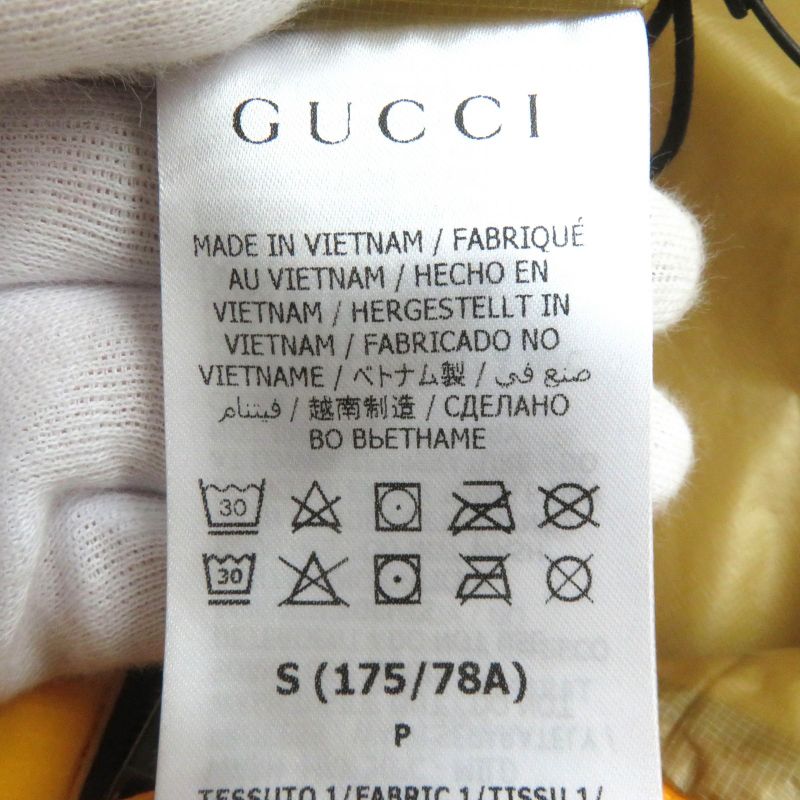 GUCCI
MADE IN VIETNAM / FABRIQUÉ
AU VIETNAM / HECHO EN
VIETNAM / HERGESTELLT IN
VIETNAM / FABRICADO NO
VIETNAME / ベトナム製 / صنع في
فيتنام / 越南制造 / СДЕЛАНО
ВО ВЬЕТНАМЕ
30
30
S (175/78A)
P
TESSUTO 1/FABRIC 1/TISSU 1/